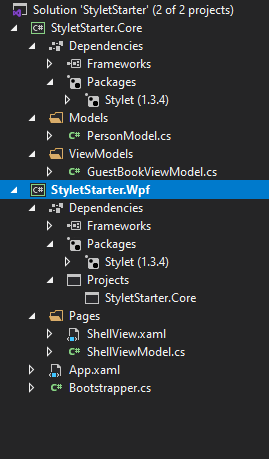 Solution 'StyletStarter' (2 of 2 projects)
C# StyletStarter.Core
Dependencies
Frameworks
Packages
Stylet (1.3.4)
Models
C# PersonModel.cs
ViewModels
C# GuestBookViewModel.cs
C# StyletStarter.Wpf
Dependencies
Frameworks
Packages
Stylet (1.3.4)
Projects
StyletStarter.Core
Pages
ShellView.xaml
C# ShellViewModel.cs
App.xaml
C# Bootstrapper.cs